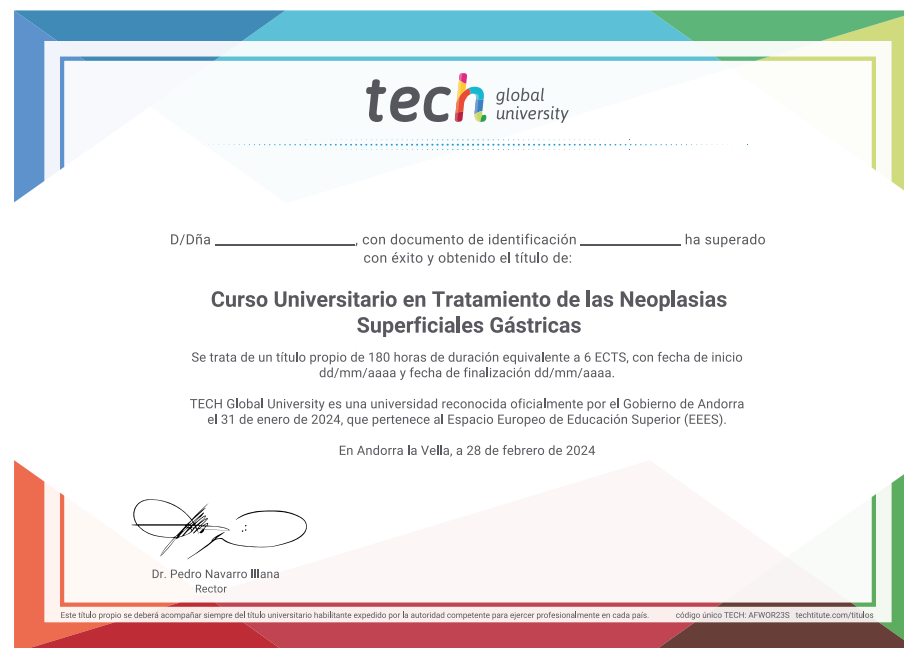 tech global university
D/Dña ____________________, con documento de identificación ______________ ha superado
con éxito y obtenido el título de:
Curso Universitario en Tratamiento de las Neoplasias
Superficiales Gástricas
Se trata de un título propio de 180 horas de duración equivalente a 6 ECTS, con fecha de inicio
dd/mm/aaaa y fecha de finalización dd/mm/aaaa.
TECH Global University es una universidad reconocida oficialmente por el Gobierno de Andorra
el 31 de enero de 2024, que pertenece al Espacio Europeo de Educación Superior (EEES).
En Andorra la Vella, a 28 de febrero de 2024
Dr. Pedro Navarro Illana
Rector
Este título propio se deberá acompañar siempre del título universitario habilitante expedido por la autoridad competente para ejercer profesionalmente en cada país. código único TECH: AFWOR23S techtitute.com/titulos